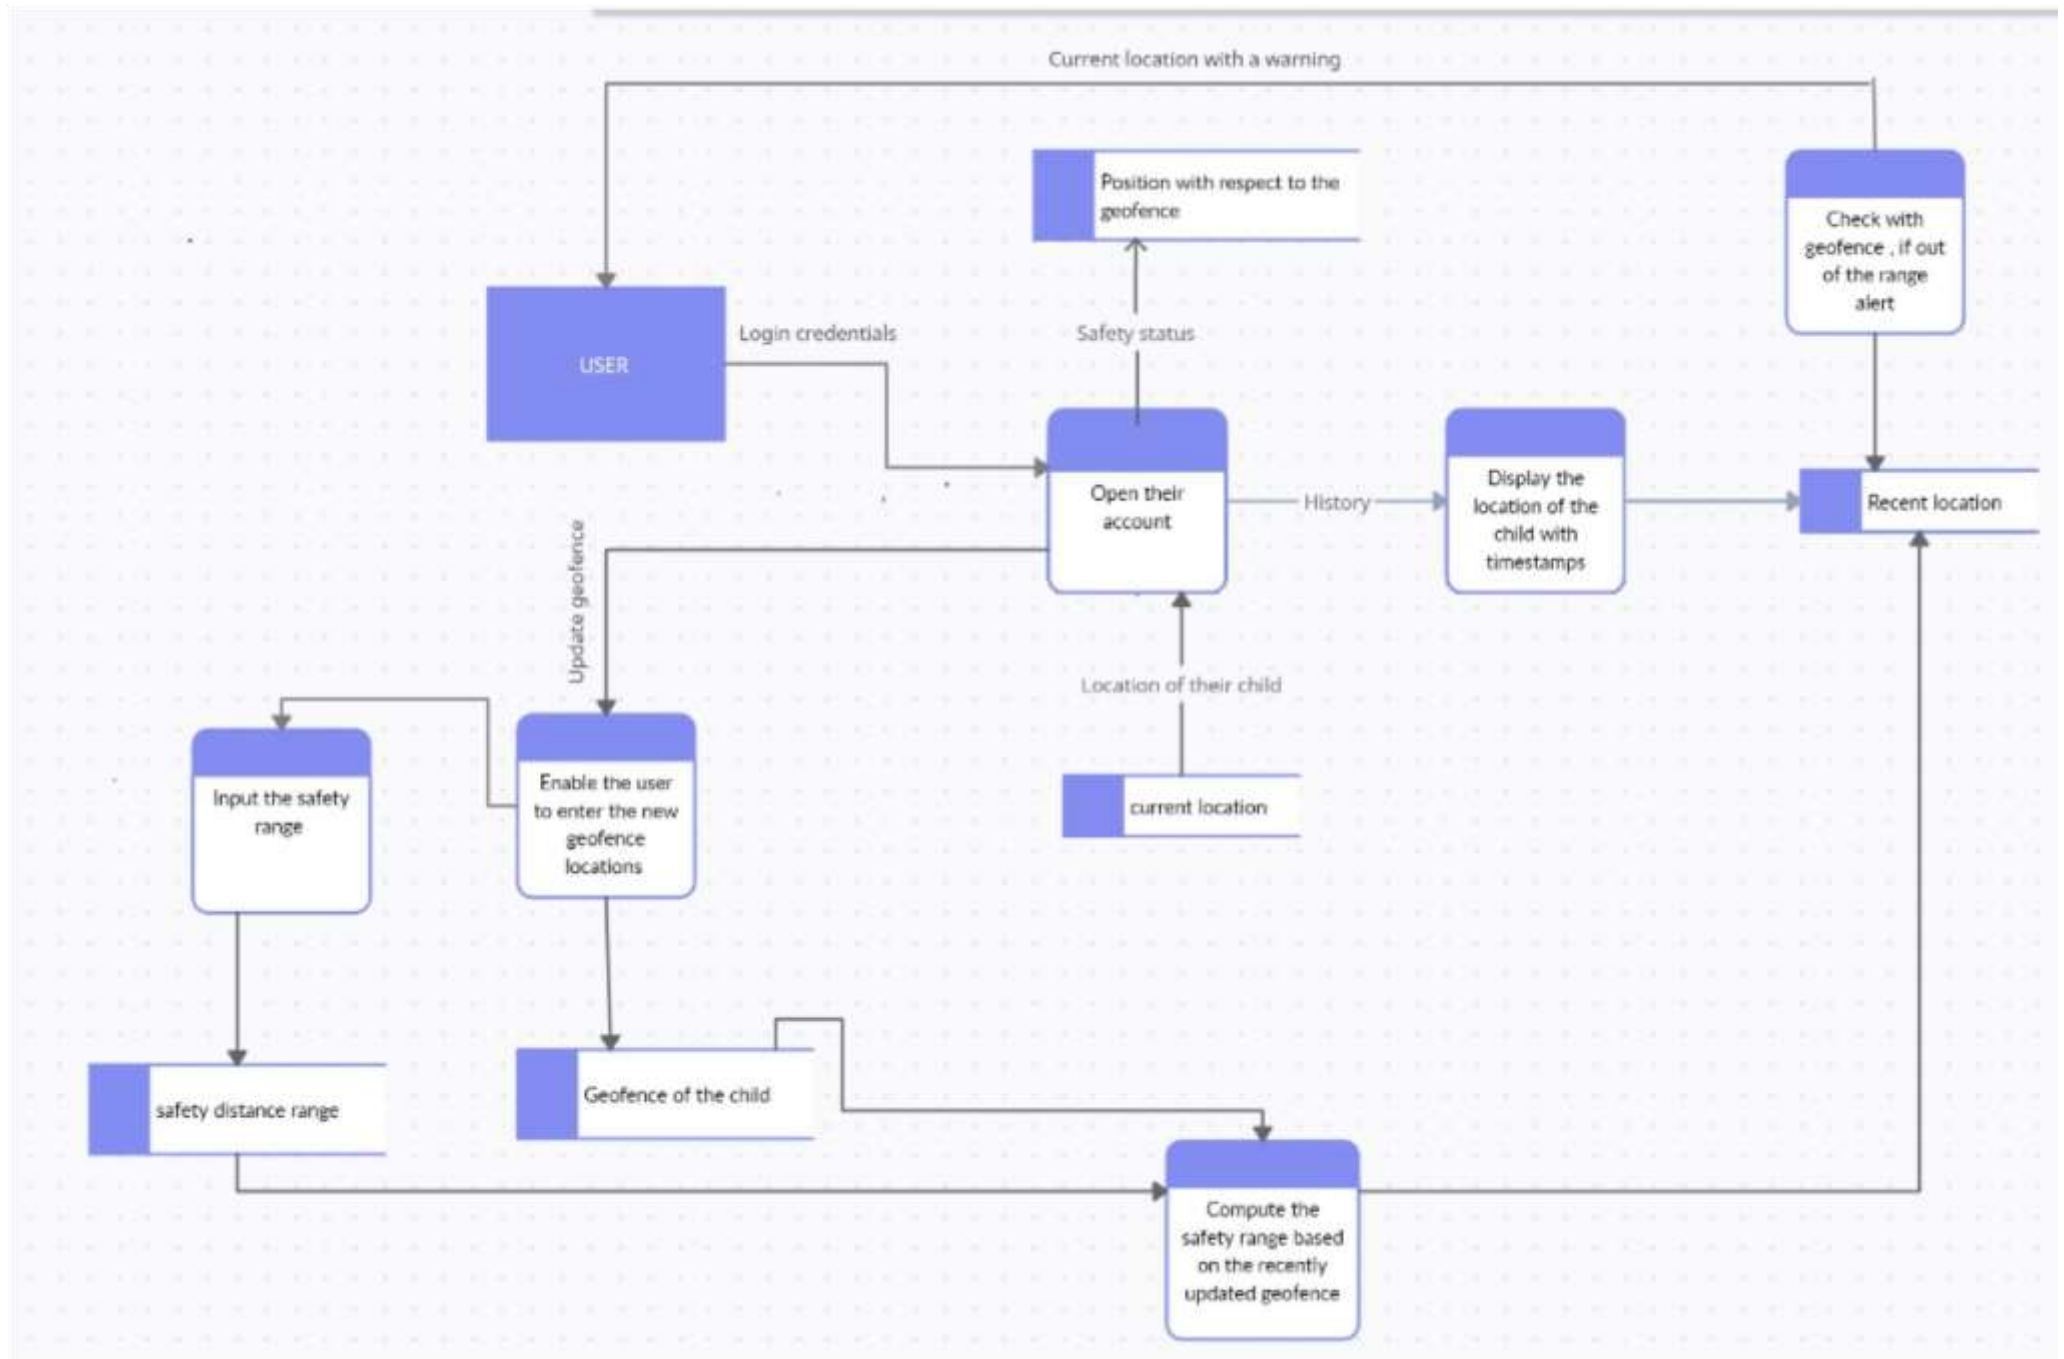 Current location with a warning
Position with respect to the
geofence
Check with
geofence , if out
of the range
alert
USER
Login credentials
Safety status
Open their
account
History
Display the
location of the
child with
timestamps
Recent location
Update geofence
Location of their child
current location
Input the safety
range
Enable the user
to enter the new
geofence
locations
safety distance range
Geofence of the child
Compute the
safety range based
on the recently
updated geofence